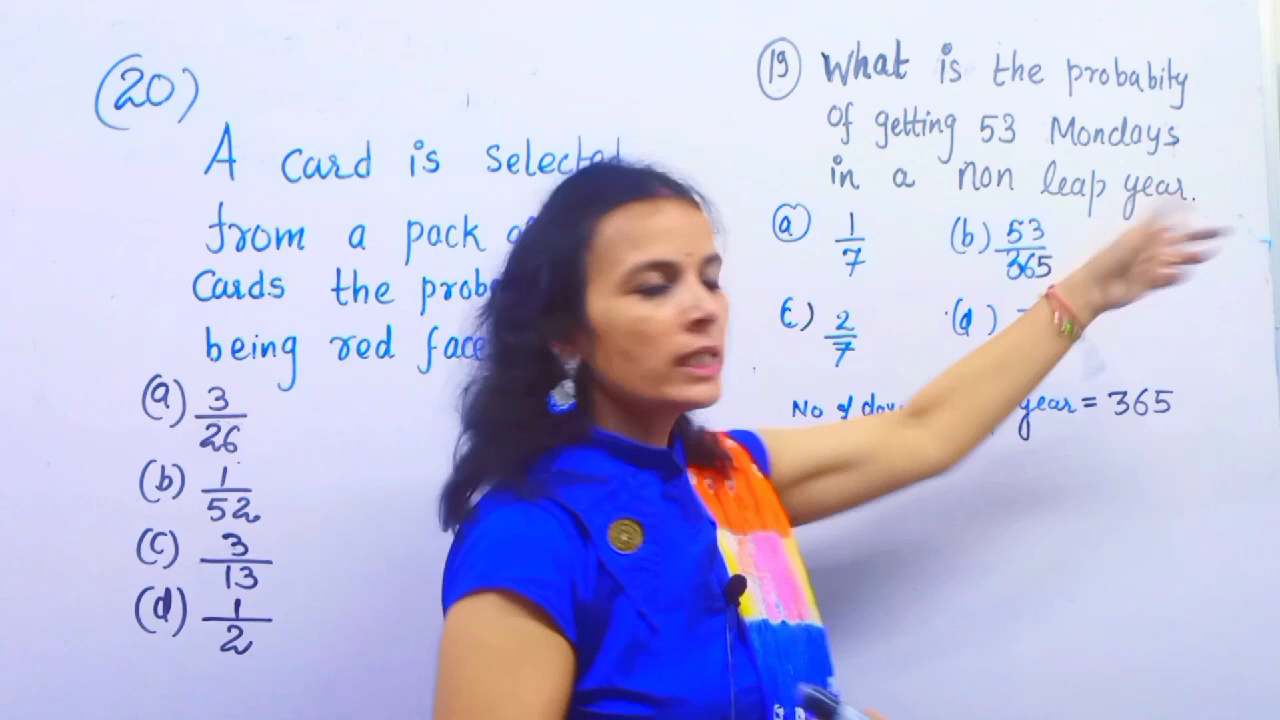 (20)
A Card is selected
from a pack
Cards the prob
being red face
(a) 3/26
(b) 1/52
(c) 3/13
(d) 1/2
(19) What is the probabity
of getting 53 Mondays
in a non leap year.
(a) 1/7 (b) 53/365
(c) 2/7 (d)
No of day year = 365